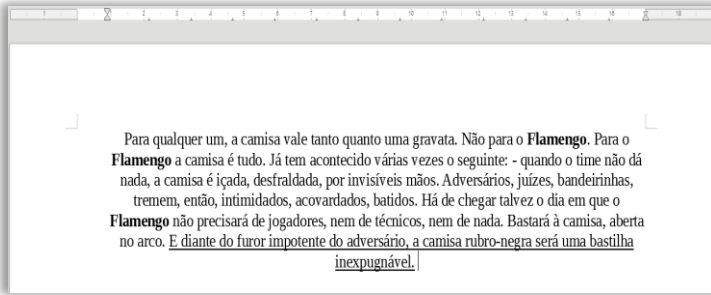 Para qualquer um, a camisa vale tanto quanto uma gravata. Não para o Flamengo. Para o
Flamengo a camisa é tudo. Já tem acontecido várias vezes o seguinte: - quando o time não dá
nada, a camisa é içada, desfraldada, por invisíveis mãos. Adversários, juízes, bandeirinhas,
tremem, então, intimidados, acovardados, batidos. Há de chegar talvez o dia em que o
Flamengo não precisará de jogadores, nem de técnicos, nem de nada. Bastará à camisa, aberta
no arco. E diante do furor impotente do adversário, a camisa rubro-negra será uma bastilha
inexpugnável.